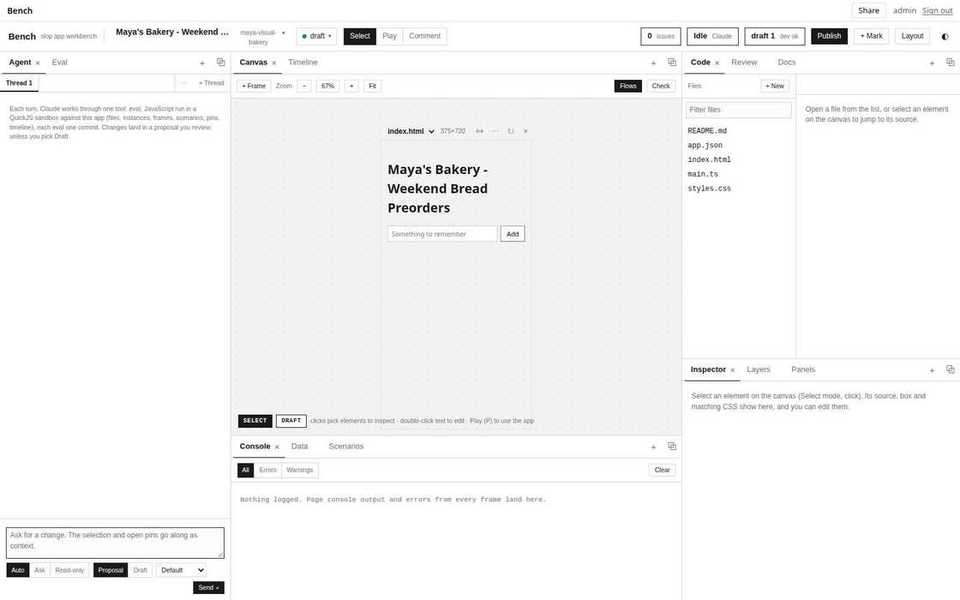 Bench
Share
admin
Sign out
Bench
slop app workbench
Maya's Bakery - Weekend ...
maya-visual-bakery
draft
Select
Play
Comment
0 issues
Idle Claude
draft 1 dev ok
Publish
+ Mark
Layout
Agent ×
Eval
+
Canvas ×
Timeline
+
Code ×
Review
Docs
+
Thread 1
···
+ Thread
+ Frame
Zoom
−
67%
+
Fit
Flows
Check
Files
+ New
Each turn, Claude works through one tool: eval, JavaScript run in a
QuickJS sandbox against this app (files, instances, frames, scenarios, pins,
timeline), each eval one commit. Changes land in a proposal you review
unless you pick Draft.
Filter files
README.md
app.json
index.html
main.ts
styles.css
Open a file from the list, or select an element
on the canvas to jump to its source.
index.html
375×720
···
×
Maya's Bakery -
Weekend Bread
Preorders
Something to remember
Add
SELECT
DRAFT
clicks pick elements to inspect · double-click text to edit · Play (P) to use the app
Inspector ×
Layers
Panels
+
Select an element on the canvas (Select mode, click). Its source, box and
matching CSS show here, and you can edit them.
Console ×
Data
Scenarios
+
All
Errors
Warnings
Clear
Nothing logged. Page console output and errors from every frame land here.
Ask for a change. The selection and open pins go along as
context.
Auto
Ask
Read-only
Proposal
Draft
Default
Send